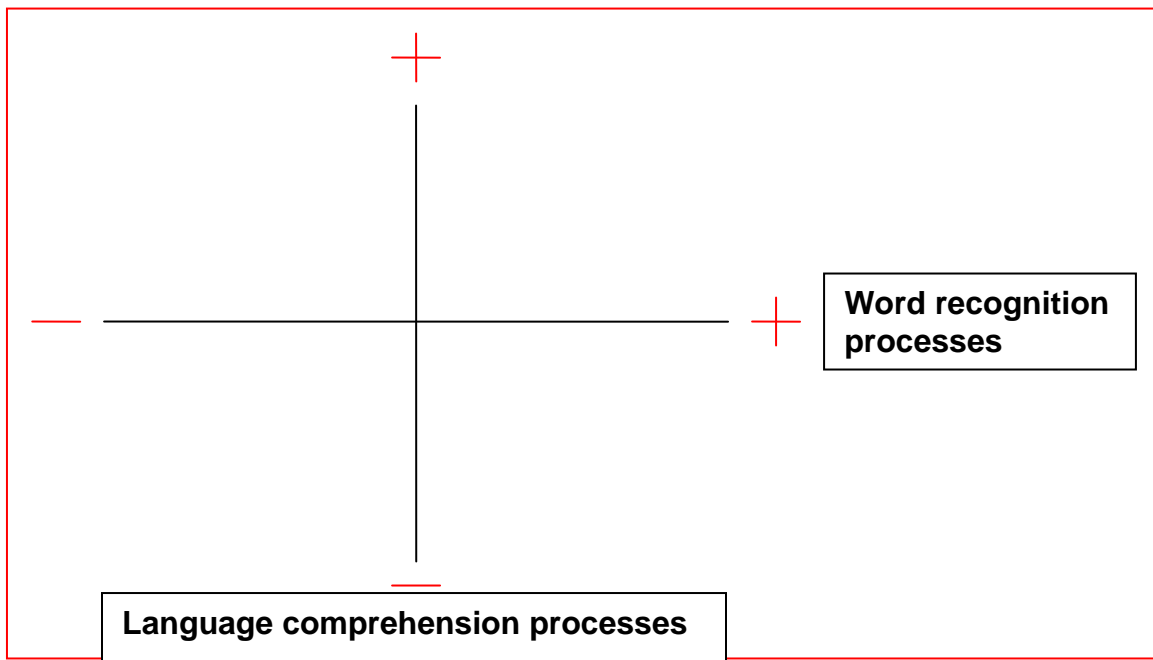 Word recognition
processes
Language comprehension processes